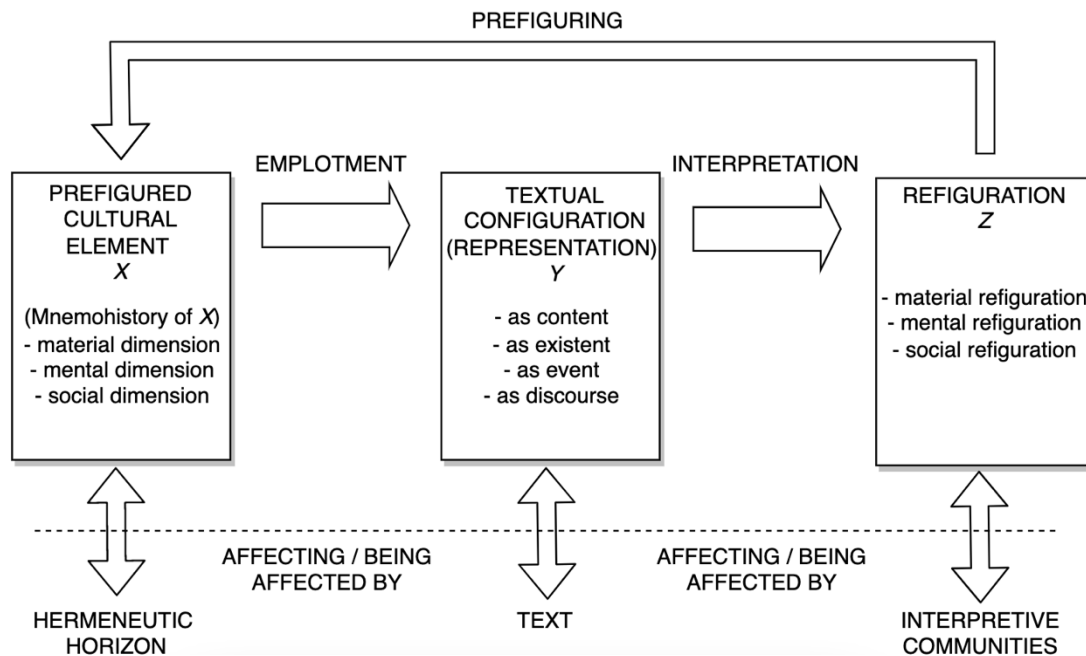 PREFIGURING
EMPLOTMENT
INTERPRETATION
PREFIGURED
CULTURAL
ELEMENT
X
(Mnemohistory of X)
- material dimension
- mental dimension
- social dimension
TEXTUAL
CONFIGURATION
(REPRESENTATION)
Y
- as content
- as existent
- as event
- as discourse
REFIGURATION
Z
- material refiguration
- mental refiguration
- social refiguration
AFFECTING / BEING
AFFECTED BY
AFFECTING / BEING
AFFECTED BY
HERMENEUTIC
HORIZON
TEXT
INTERPRETIVE
COMMUNITIES